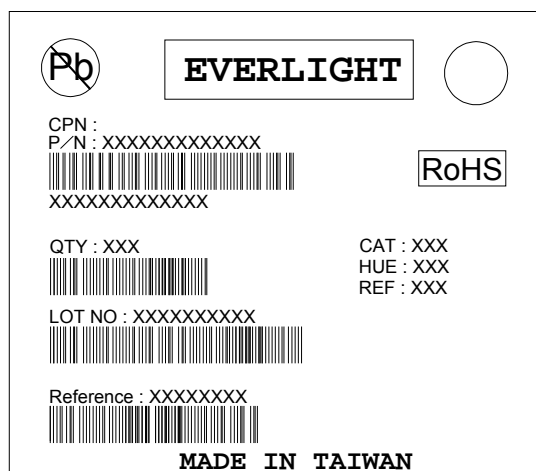 Pb
EVERLIGHT
CPN :
P/N : XXXXXXXXXXXXX
RoHS
XXXXXXXXXXXXX
QTY : XXX
CAT : XXX
HUE : XXX
REF : XXX
LOT NO : XXXXXXXXXX
Reference : XXXXXXXX
MADE IN TAIWAN